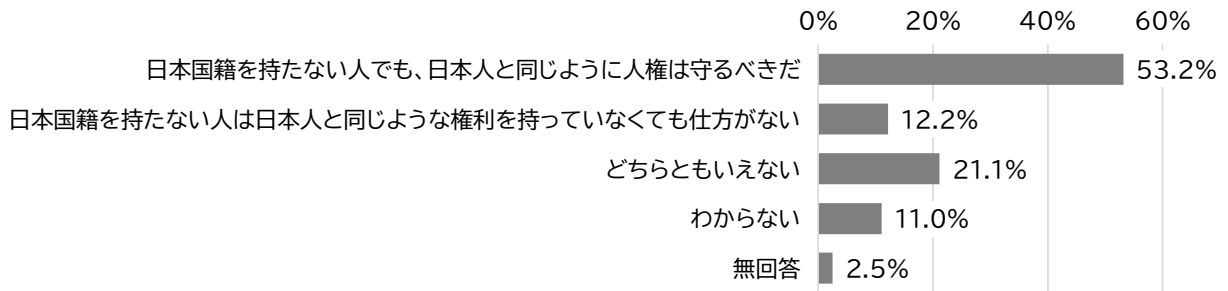 0% 20% 40% 60%
日本国籍を持たない人でも、日本人と同じように人権は守るべきだ 53.2%
日本国籍を持たない人は日本人と同じような権利を持っていなくても仕方がない 12.2%
どちらともいえない 21.1%
わからない 11.0%
無回答 2.5%